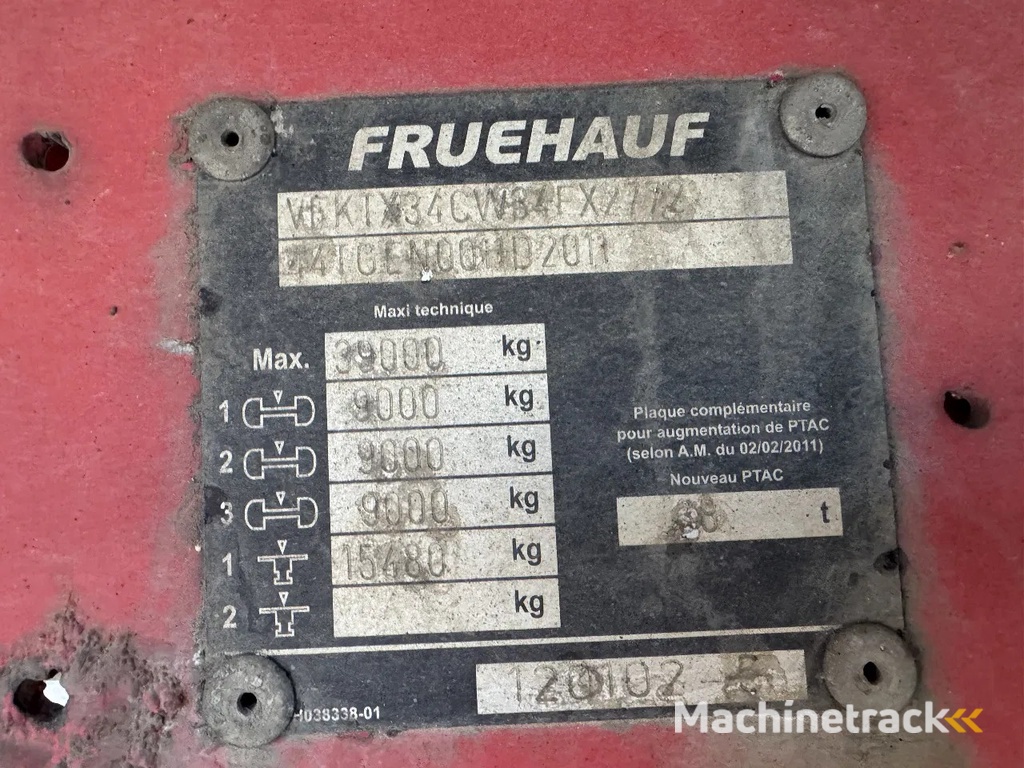 FRUEHAUF
Maxi technique
Max. 39000 kg
1 9000 kg
2 9000 kg
3 9000 kg
1 15480 kg
2 kg
Plaque complémentaire
pour augmentation de PTAC
(selon A.M. du 02/02/2011)
Nouveau PTAC
t
120102
H038338-01
Machinetrack